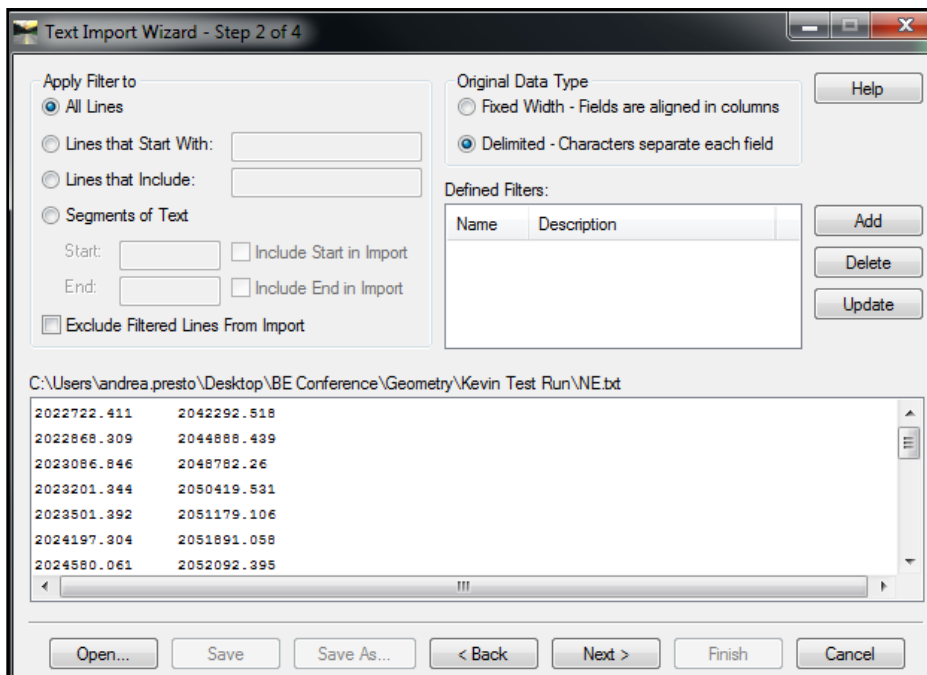 Text Import Wizard - Step 2 of 4
Apply Filter to
All Lines
Lines that Start With:
Lines that Include:
Segments of Text
Start:
Include Start in Import
End:
Include End in Import
Exclude Filtered Lines From Import
Original Data Type
Fixed Width - Fields are aligned in columns
Delimited - Characters separate each field
Help
Defined Filters:
Name Description
Add
Delete
Update
C:\Users\andrea.presto\Desktop\BE Conference\Geometry\Kevin Test Run\NE.txt
2022722.411 2042292.518
2022868.309 2044888.439
2023086.846 2048782.26
2023201.344 2050419.531
2023501.392 2051179.106
2024197.304 2051891.058
2024580.061 2052092.395
Open... Save Save As... < Back Next > Finish Cancel